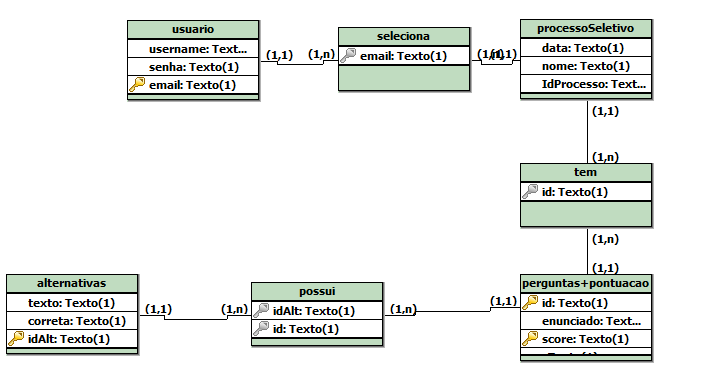 usuario
username: Text...
senha: Texto(1)
email: Texto(1)
(1,1)
(1,n)
seleciona
email: Texto(1)
(1,1)
processoSeletivo
data: Texto(1)
nome: Texto(1)
IdProcesso: Text...
(1,1)
(1,n)
tem
id: Texto(1)
(1,n)
(1,1)
alternativas
texto: Texto(1)
correta: Texto(1)
idAlt: Texto(1)
(1,1)
(1,n)
possui
idAlt: Texto(1)
id: Texto(1)
(1,n)
(1,1)
perguntas+pontuacao
id: Texto(1)
enunciado: Text...
score: Texto(1)